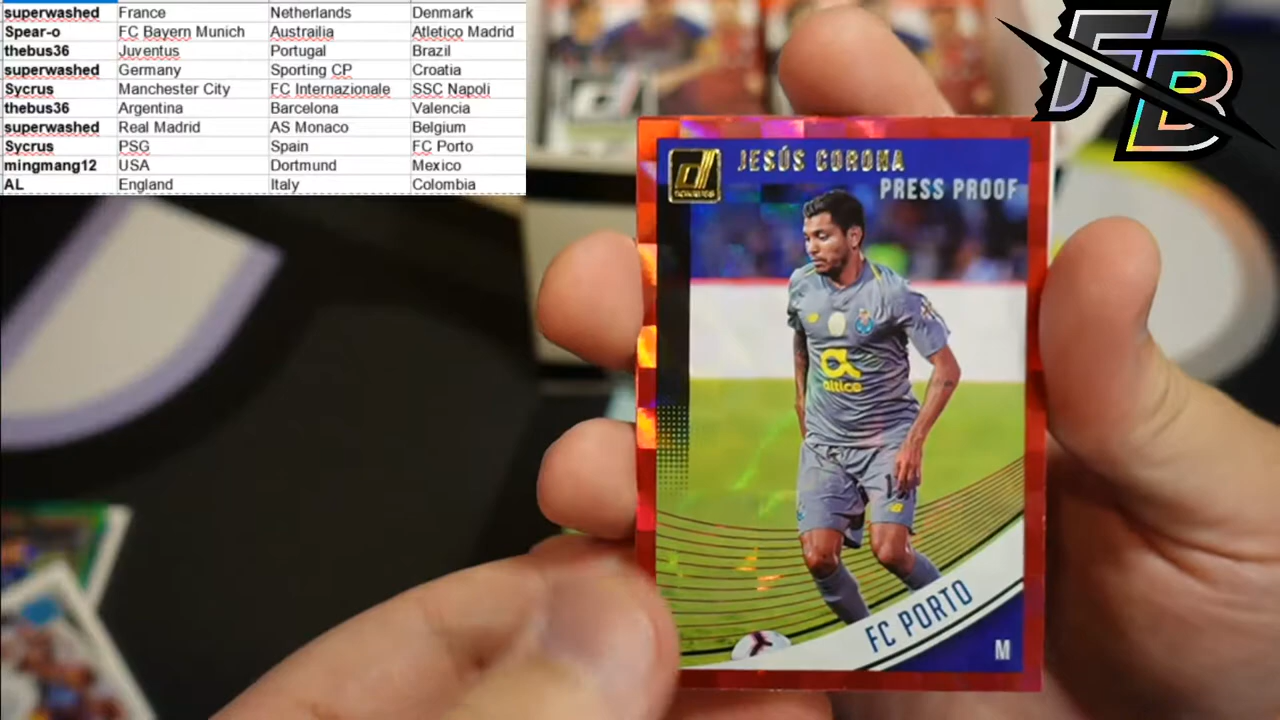 superwashed France Netherlands Denmark
Spear-o FC Bayern Munich Austrailia Atletico Madrid
thebus36 Juventus Portugal Brazil
superwashed Germany Sporting CP Croatia
Sycrus Manchester City FC Internazionale SSC Napoli
thebus36 Argentina Barcelona Valencia
superwashed Real Madrid AS Monaco Belgium
Sycrus PSG Spain FC Porto
mingmang12 USA Dortmund Mexico
AL England Italy Colombia
FB
JESÚS CORONA
DONRUSS
PRESS PROOF
altice
FC PORTO
M